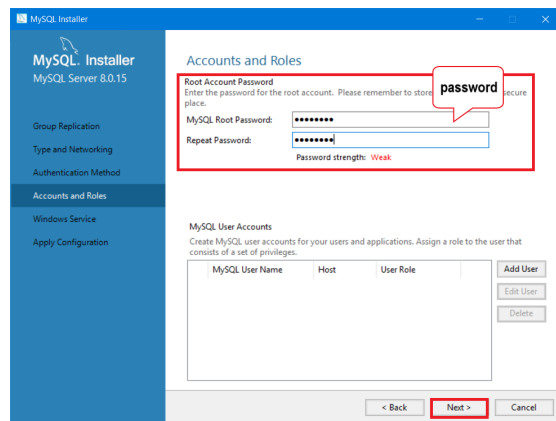 MySQL Installer
MySQL. Installer
MySQL Server 8.0.15
Group Replication
Type and Networking
Authentication Method
Accounts and Roles
Windows Service
Apply Configuration
Accounts and Roles
Root Account Password
Enter the password for the root account. Please remember to store secure
place.
password
MySQL Root Password: ••••••••
Repeat Password: ••••••••
Password strength: Weak
MySQL User Accounts
Create MySQL user accounts for your users and applications. Assign a role to the user that
consists of a set of privileges.
MySQL User Name Host User Role
Add User
Edit User
Delete
< Back Next > Cancel